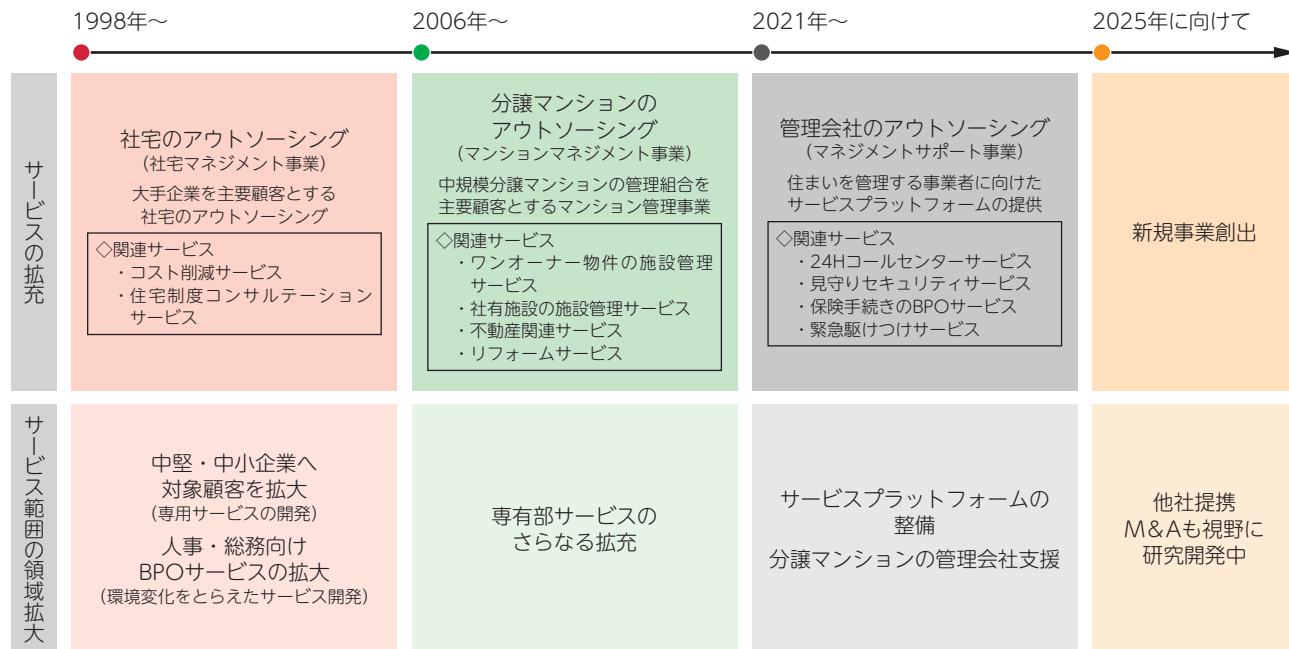 1998年～
2006年～
2021年～
2025年に向けて
サービスの拡充
社宅のアウトソーシング
（社宅マネジメント事業）
大手企業を主要顧客とする
社宅のアウトソーシング
◇関連サービス
・コスト削減サービス
・住宅制度コンサルテーション
サービス
分譲マンションの
アウトソーシング
（マンションマネジメント事業）
中規模分譲マンションの管理組合を
主要顧客とするマンション管理事業
◇関連サービス
・ワンオーナー物件の施設管理
サービス
・社有施設の施設管理サービス
・不動産関連サービス
・リフォームサービス
管理会社のアウトソーシング
（マネジメントサポート事業）
住まいを管理する事業者に向けた
サービスプラットフォームの提供
◇関連サービス
・24Hコールセンターサービス
・見守りセキュリティサービス
・保険手続きのBPOサービス
・緊急駆けつけサービス
新規事業創出
サービス範囲の領域拡大
中堅・中小企業へ
対象顧客を拡大
（専用サービスの開発）
人事・総務向け
BPOサービスの拡大
（環境変化をとらえたサービス開発）
専有部サービスの
さらなる拡充
サービスプラットフォームの
整備
分譲マンションの管理会社支援
他社提携
M＆Aも視野に
研究開発中